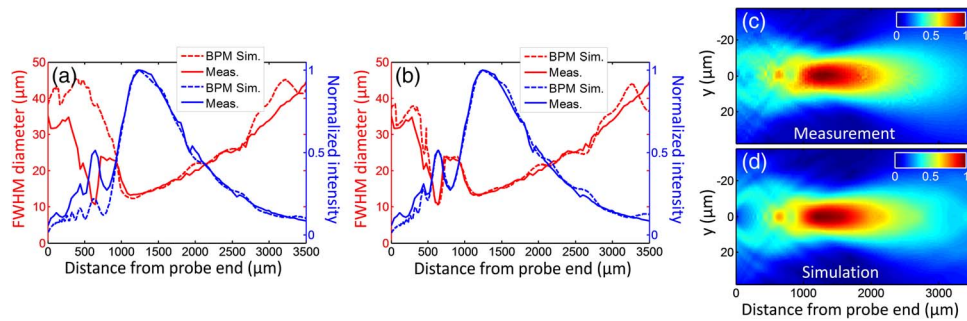 (a)
BPM Sim.
Meas.
BPM Sim.
Meas.
FWHM diameter (μm)
50
40
30
20
10
0
Normalized intensity
1
0.5
0
0 500 1000 1500 2000 2500 3000 3500
Distance from probe end (μm)
(b)
BPM Sim.
Meas.
BPM Sim.
Meas.
FWHM diameter (μm)
50
40
30
20
10
0
Normalized intensity
1
0.5
0
0 500 1000 1500 2000 2500 3000 3500
Distance from probe end (μm)
(c)
0 1
y (μm)
-20
0
20
Measurement
(d)
0 1
y (μm)
-20
0
20
Simulation
0 1000 2000 3000
Distance from probe end (μm)